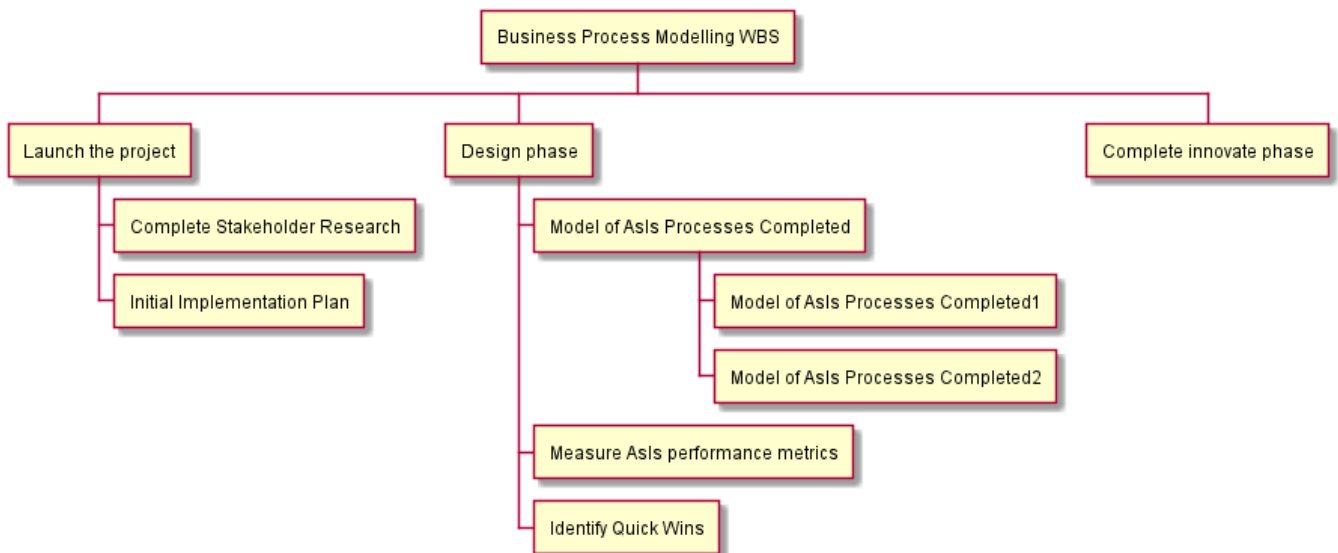 Business Process Modelling WBS
Launch the project
Complete Stakeholder Research
Initial Implementation Plan
Design phase
Model of AsIs Processes Completed
Model of AsIs Processes Completed1
Model of AsIs Processes Completed2
Measure AsIs performance metrics
Identify Quick Wins
Complete innovate phase